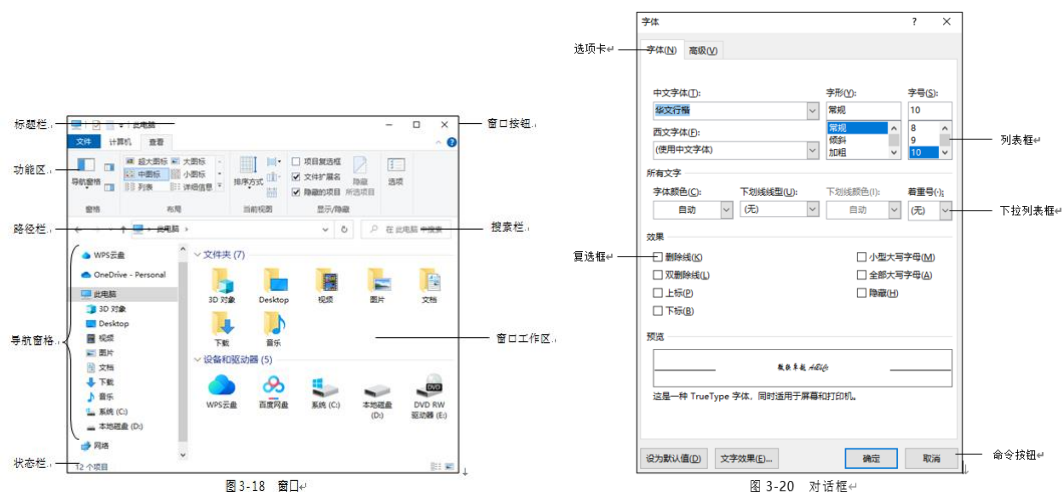 标题栏
功能区
路径栏
导航窗格
状态栏
此电脑
文件 计算机 查看
导航窗格
超大图标 大图标
中图标 小图标
列表 详细信息
排序方式
项目复选框
文件扩展名
隐藏的项目
隐藏
所选项目
选项
窗格 布局 当前视图 显示/隐藏
此电脑
在 此电脑 中搜索
WPS云盘
OneDrive - Personal
此电脑
3D 对象
Desktop
视频
图片
文档
下载
音乐
系统 (C:)
本地磁盘 (D:)
网络
文件夹 (7)
3D 对象 Desktop 视频 图片 文档
下载 音乐
设备和驱动器 (5)
WPS云盘 百度网盘 系统 (C:) 本地磁盘 (D:) DVD RW 驱动器 (E:)
DVD
12 个项目
窗口按钮
搜索栏
窗口工作区
图3-18 窗口
选项卡
复选框
字体 ?
字体(N) 高级(V)
中文字体(T): 字形(Y): 字号(S):
华文行楷 常规 10
西文字体(F):
(使用中文字体)
常规
倾斜
加粗
8
9
10
所有文字
字体颜色(C): 下划线线型(U): 下划线颜色(I): 着重号(·):
自动 (无) 自动 (无)
效果
删除线(K) 小型大写字母(M)
双删除线(L) 全部大写字母(A)
上标(P) 隐藏(H)
下标(B)
预览
这是一种 TrueType 字体，同时适用于屏幕和打印机。
设为默认值(D) 文字效果(E)... 确定 取消
列表框
下拉列表框
命令按钮
图 3-20 对话框